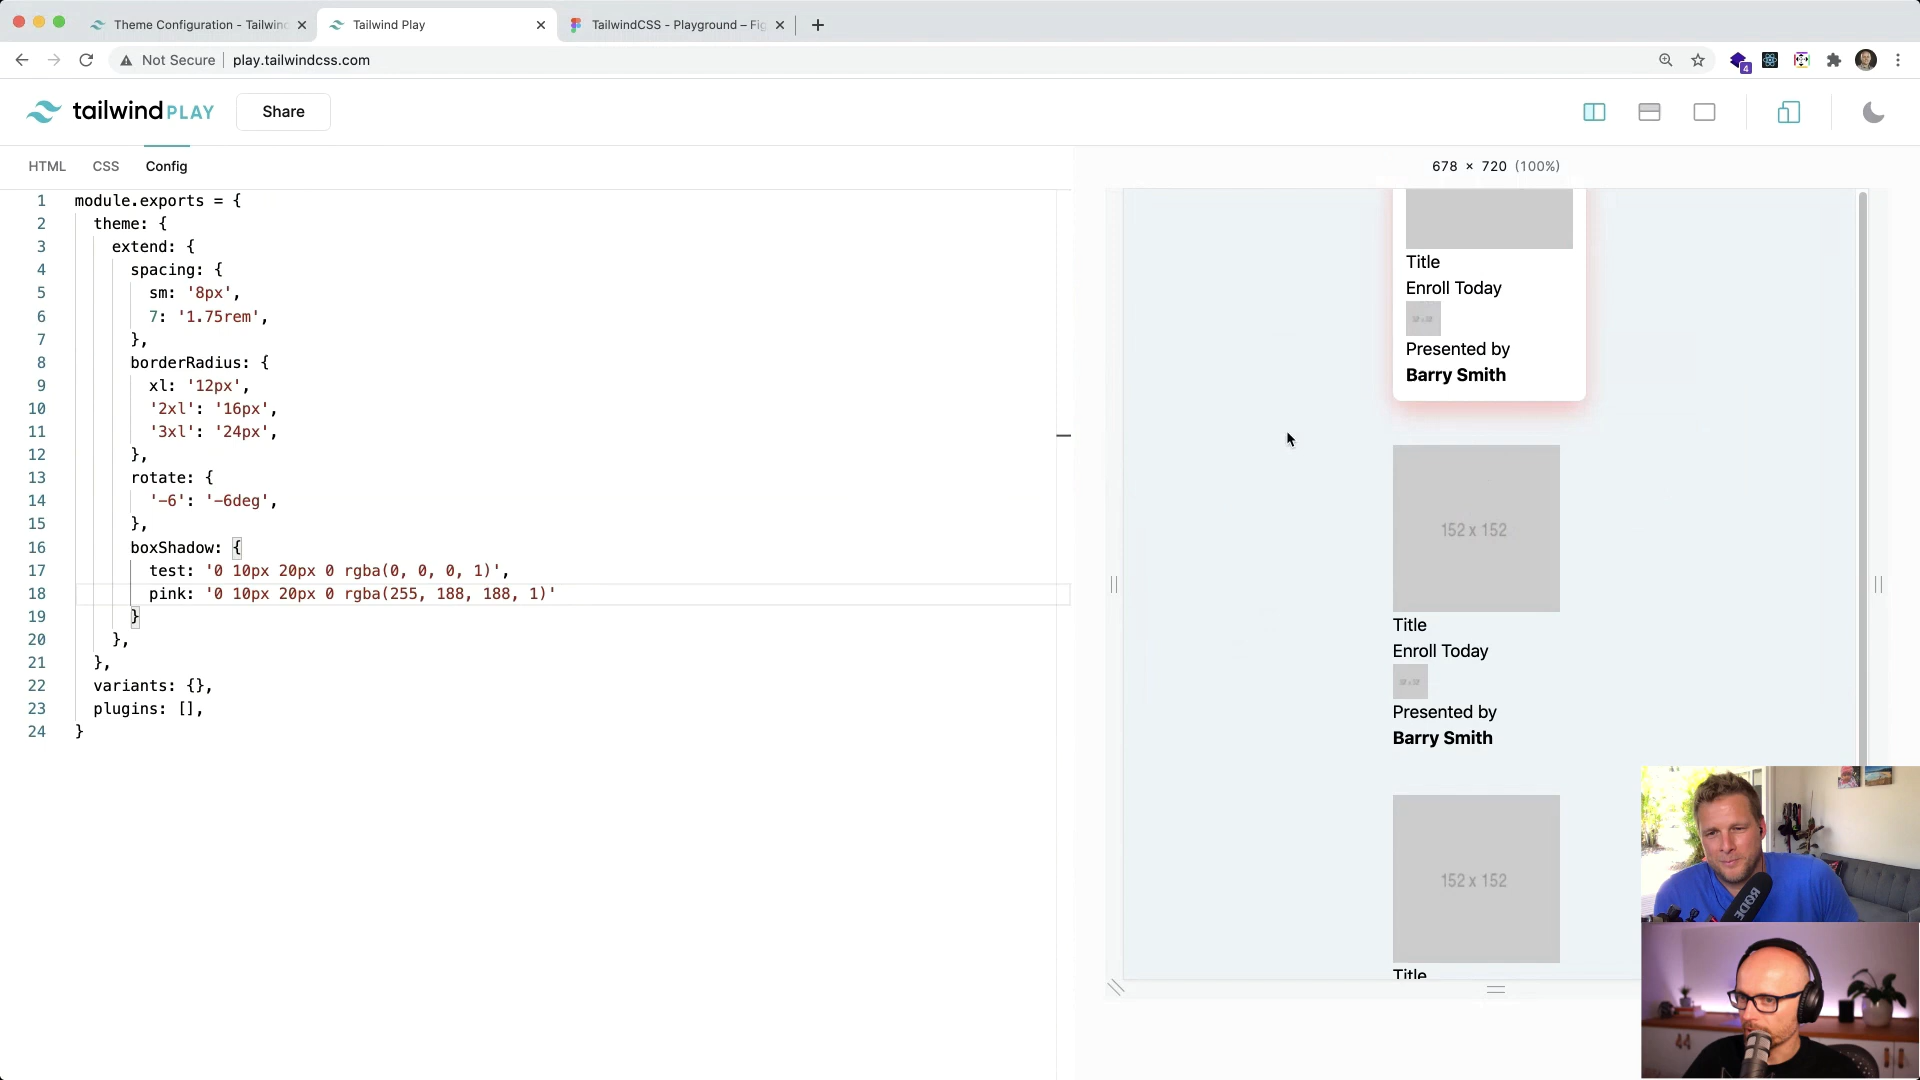 Theme Configuration - Tailwin
Tailwind Play
TailwindCSS - Playground – Fig
Not Secure
play.tailwindcss.com
4
tailwind PLAY
Share
HTML
CSS
Config
678 × 720 (100%)
1 module.exports = {
2 theme: {
3 extend: {
4 spacing: {
5 sm: '8px',
6 7: '1.75rem',
7 },
8 borderRadius: {
9 xl: '12px',
10 '2xl': '16px',
11 '3xl': '24px',
12 },
13 rotate: {
14 '-6': '-6deg',
15 },
16 boxShadow: {
17 test: '0 10px 20px 0 rgba(0, 0, 0, 1)',
18 pink: '0 10px 20px 0 rgba(255, 188, 188, 1)'
19 }
20 },
21 },
22 variants: {},
23 plugins: [],
24 }
Title
Enroll Today
Presented by
Barry Smith
152 x 152
Title
Enroll Today
Presented by
Barry Smith
152 x 152
Title
RØDE